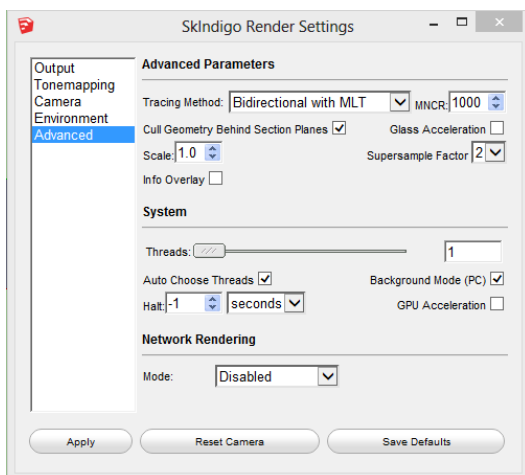 SkIndigo Render Settings
Output
Tonemapping
Camera
Environment
Advanced
Advanced Parameters
Tracing Method: Bidirectional with MLT MNCR: 1000
Cull Geometry Behind Section Planes Glass Acceleration
Scale: 1.0 Supersample Factor 2
Info Overlay
System
Threads: 1
Auto Choose Threads Background Mode (PC)
Halt: -1 seconds GPU Acceleration
Network Rendering
Mode: Disabled
Apply Reset Camera Save Defaults